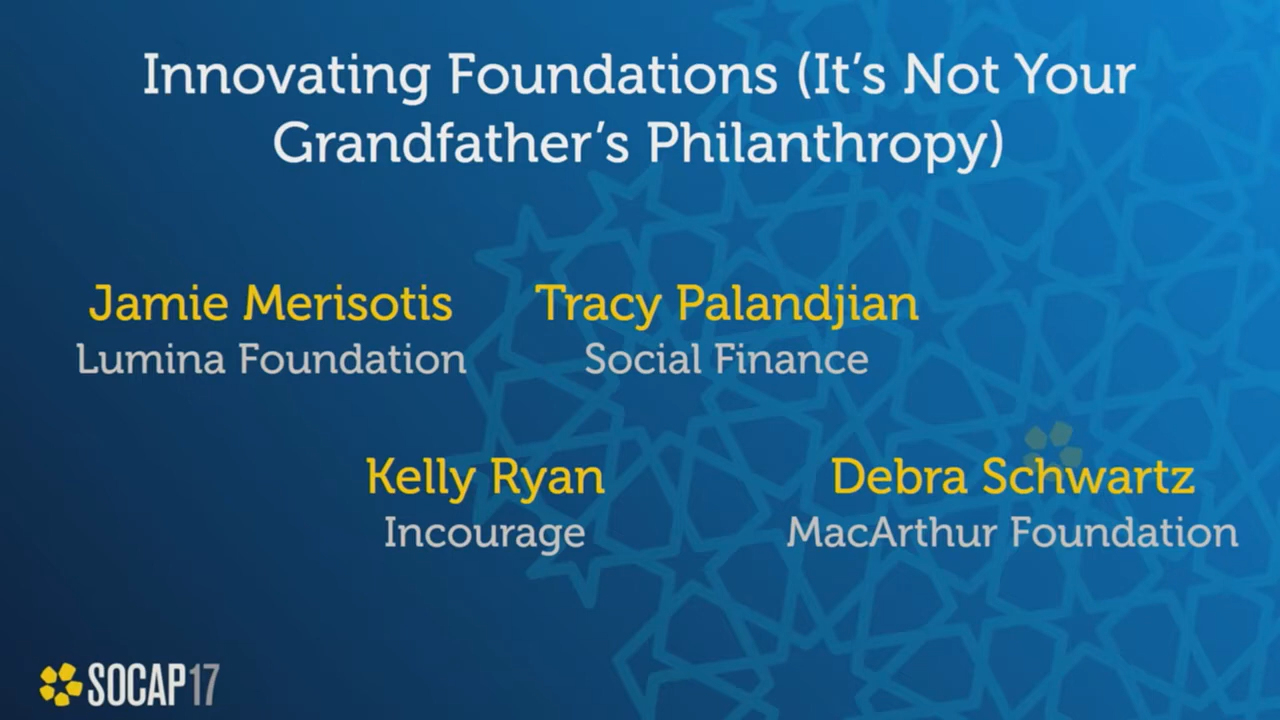 Innovating Foundations (It's Not Your
Grandfather's Philanthropy)
Jamie Merisotis
Lumina Foundation
Tracy Palandjian
Social Finance
Kelly Ryan
Incourage
Debra Schwartz
MacArthur Foundation
SOCAP17